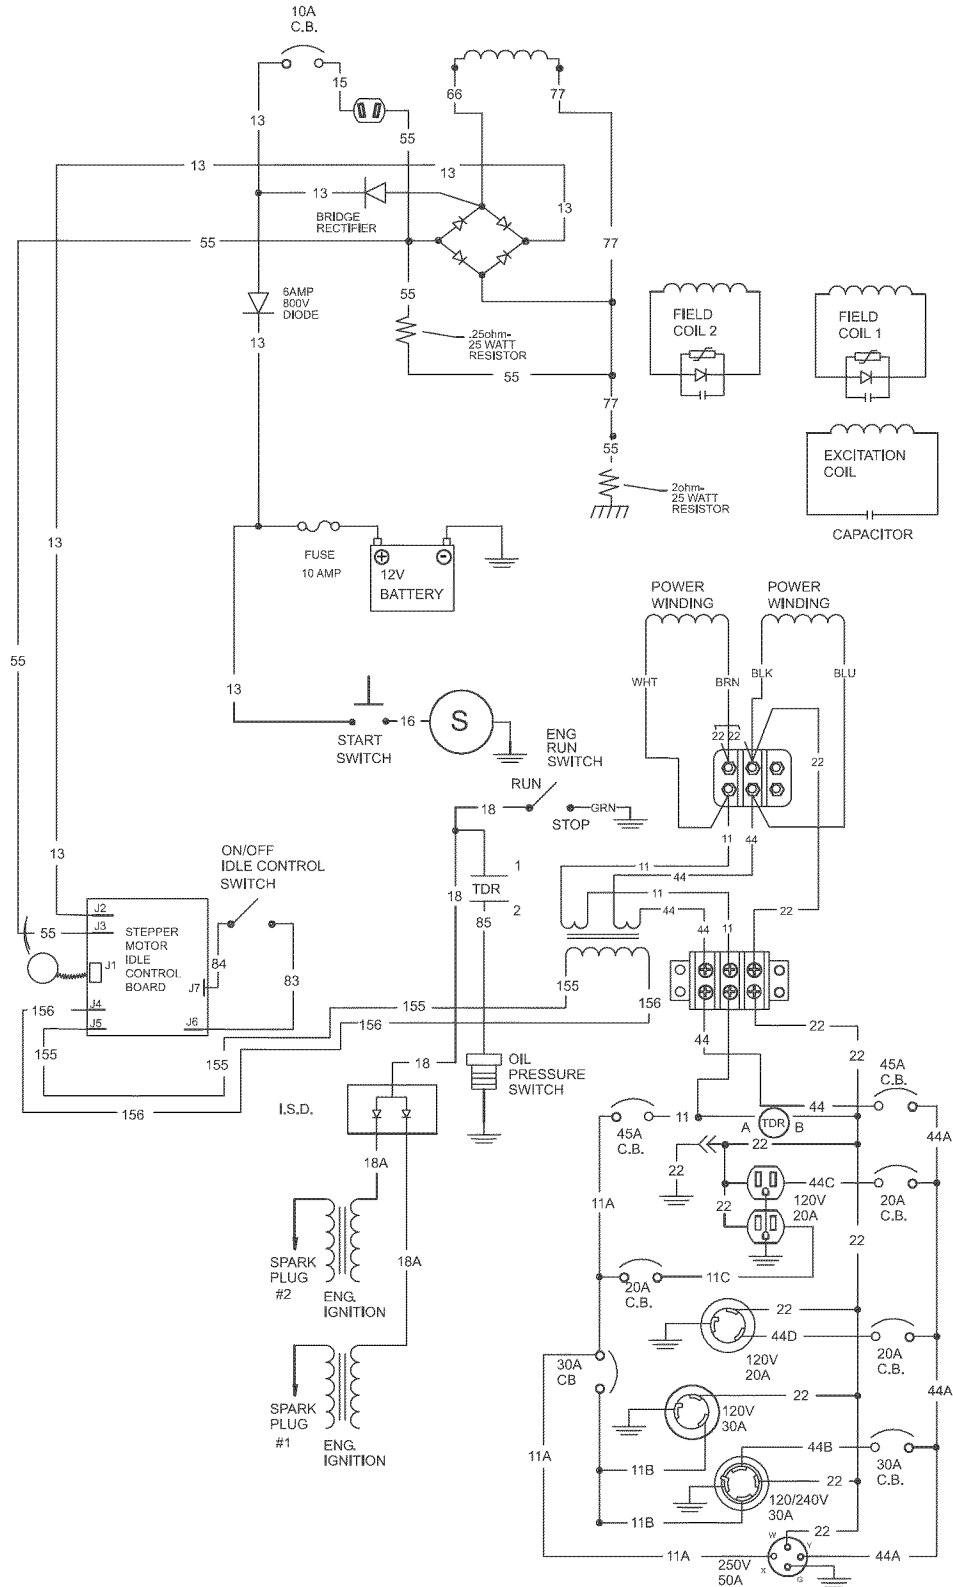 10A
C.B.
15
66
77
13
55
13
13
13
13
BRIDGE
RECTIFIER
55
77
55
6AMP
800V
DIODE
FIELD
COIL 2
FIELD
COIL 1
13
.25ohm-
25 WATT
RESISTOR
55
77
55
EXCITATION
COIL
2ohm-
25 WATT
RESISTOR
CAPACITOR
13
FUSE
10 AMP
+
-
12V
BATTERY
POWER
WINDING
POWER
WINDING
55
13
WHT
BRN
BLK
BLU
16
S
START
SWITCH
ENG
RUN
SWITCH
22 22
22
RUN
18
GRN
STOP
11
44
13
ON/OFF
IDLE CONTROL
SWITCH
1
TDR
2
18
85
11
44
11
44
22
J2
J3
55
STEPPER
MOTOR
IDLE
CONTROL
BOARD
J1
J7
84
83
J4
J5
J6
156
155
44
11
155
156
155
156
155
156
22
44
22
18
OIL
PRESSURE
SWITCH
I.S.D.
45A
C.B.
44
11
45A
C.B.
A
TDR
B
44A
22
18A
22
44C
120V
20A
20A
C.B.
11A
22
22
SPARK
PLUG
#2
ENG.
IGNITION
18A
20A
C.B.
11C
22
44D
120V
20A
20A
C.B.
30A
CB
SPARK
PLUG
#1
ENG.
IGNITION
22
120V
30A
44A
11A
44B
30A
C.B.
11B
22
120/240V
30A
11B
22
W
Y
11A
X
G
44A
250V
50A